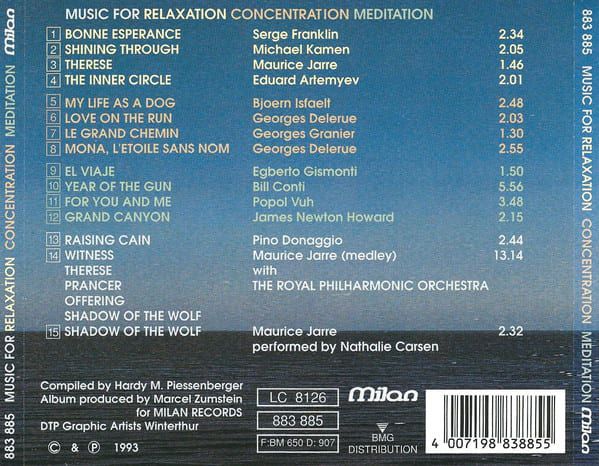 MUSIC FOR RELAXATION CONCENTRATION MEDITATION
1 BONNE ESPERANCE Serge Franklin 2.34
2 SHINING THROUGH Michael Kamen 2.05
3 THERESE Maurice Jarre 1.46
4 THE INNER CIRCLE Eduard Artemyev 2.01
5 MY LIFE AS A DOG Bjoern Isfaelt 2.48
6 LOVE ON THE RUN Georges Delerue 2.03
7 LE GRAND CHEMIN Georges Granier 1.30
8 MONA, L'ETOILE SANS NOM Georges Delerue 2.55
9 EL VIAJE Egberto Gismonti 1.50
10 YEAR OF THE GUN Bill Conti 5.56
11 FOR YOU AND ME Popol Vuh 3.48
12 GRAND CANYON James Newton Howard 2.15
13 RAISING CAIN Pino Donaggio 2.44
14 WITNESS Maurice Jarre (medley) 13.14
THERESE with
PRANCER THE ROYAL PHILHARMONIC ORCHESTRA
OFFERING
SHADOW OF THE WOLF
15 SHADOW OF THE WOLF Maurice Jarre 2.32
performed by Nathalie Carsen
Compiled by Hardy M. Plessenberger
Album produced by Marcel Zumstein
for MILAN RECORDS
DTP Graphic Artists Winterthur
© & ℗ 1993
LC 8126
883 885
F:BM 650 D: 907
milan
BMG
DISTRIBUTION
4 007198 838855
883 885 MUSIC FOR RELAXATION CONCENTRATION MEDITATION milan
883 885 MUSIC FOR RELAXATION CONCENTRATION MEDITATION milan